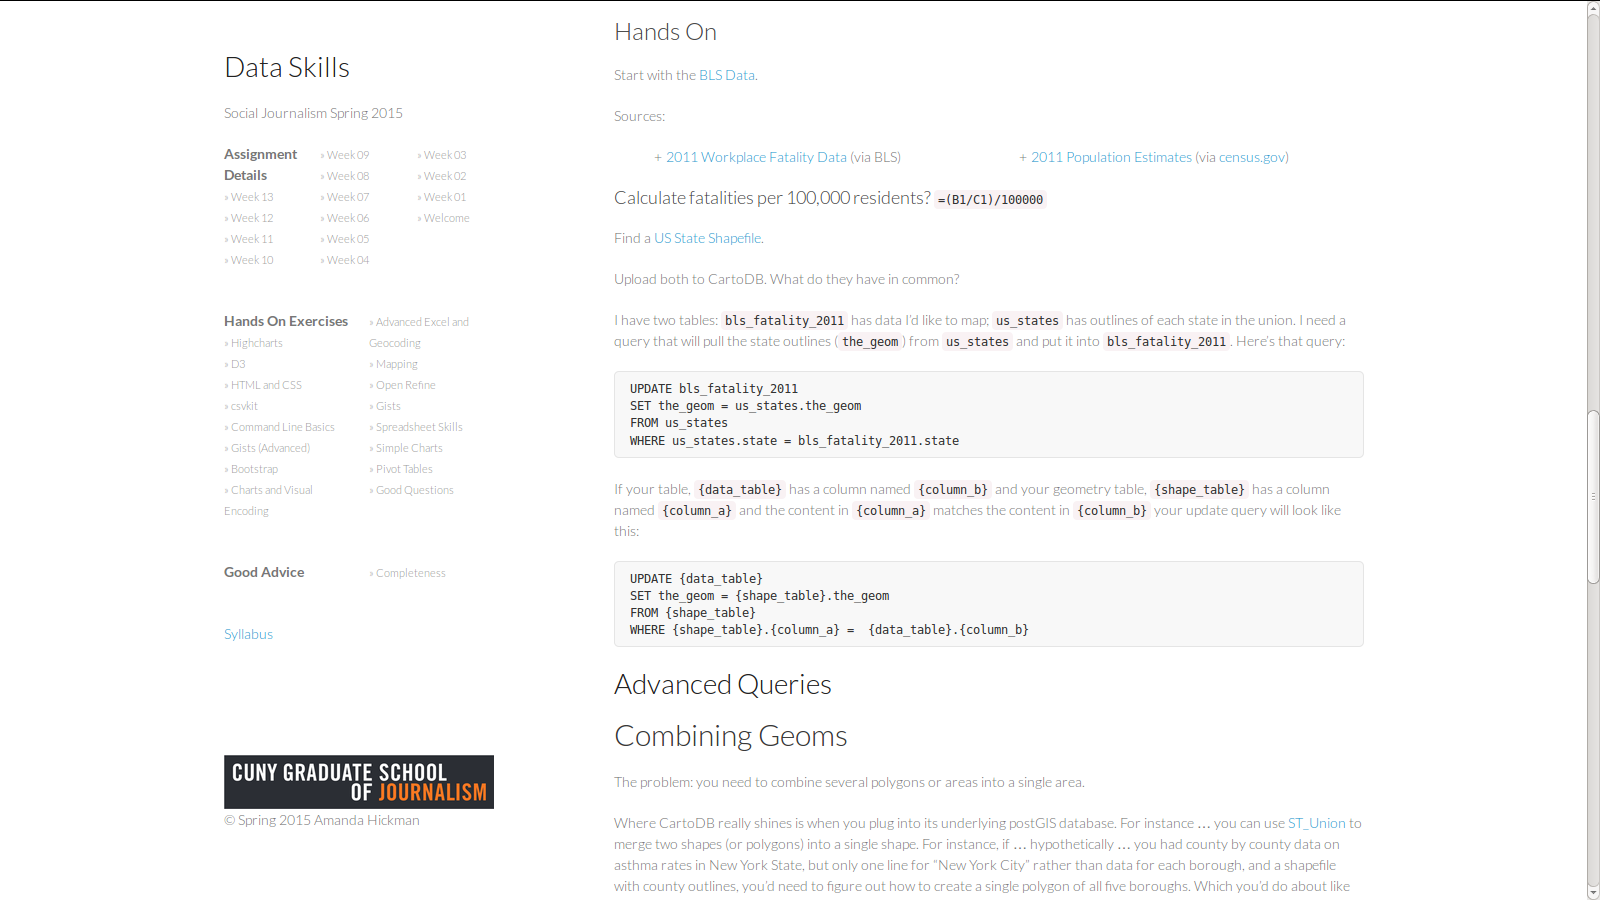 Data Skills
Social Journalism Spring 2015
Assignment Details
» Week 13
» Week 12
» Week 11
» Week 10
» Week 09
» Week 08
» Week 07
» Week 06
» Week 05
» Week 04
» Week 03
» Week 02
» Week 01
» Welcome
Hands On Exercises
» Highcharts
» D3
» HTML and CSS
» csvkit
» Command Line Basics
» Gists (Advanced)
» Bootstrap
» Charts and Visual
Encoding
» Advanced Excel and
Geocoding
» Mapping
» Open Refine
» Gists
» Spreadsheet Skills
» Simple Charts
» Pivot Tables
» Good Questions
Good Advice
» Completeness
Syllabus
CUNY GRADUATE SCHOOL
OF JOURNALISM
© Spring 2015 Amanda Hickman
Hands On
Start with the BLS Data.
Sources:
+ 2011 Workplace Fatality Data (via BLS)
+ 2011 Population Estimates (via census.gov)
Calculate fatalities per 100,000 residents? =(B1/C1)/100000
Find a US State Shapefile.
Upload both to CartoDB. What do they have in common?
I have two tables: bls_fatality_2011 has data I'd like to map; us_states has outlines of each state in the union. I need a
query that will pull the state outlines ( the_geom ) from us_states and put it into bls_fatality_2011 . Here's that query:
UPDATE bls_fatality_2011
SET the_geom = us_states.the_geom
FROM us_states
WHERE us_states.state = bls_fatality_2011.state
If your table, {data_table} has a column named {column_b} and your geometry table, {shape_table} has a column
named {column_a} and the content in {column_a} matches the content in {column_b} your update query will look like
this:
UPDATE {data_table}
SET the_geom = {shape_table}.the_geom
FROM {shape_table}
WHERE {shape_table}.{column_a} =  {data_table}.{column_b}
Advanced Queries
Combining Geoms
The problem: you need to combine several polygons or areas into a single area.
Where CartoDB really shines is when you plug into its underlying postGIS database. For instance … you can use ST_Union to
merge two shapes (or polygons) into a single shape. For instance, if … hypothetically … you had county by county data on
asthma rates in New York State, but only one line for “New York City” rather than data for each borough, and a shapefile
with county outlines, you'd need to figure out how to create a single polygon of all five boroughs. Which you'd do about like